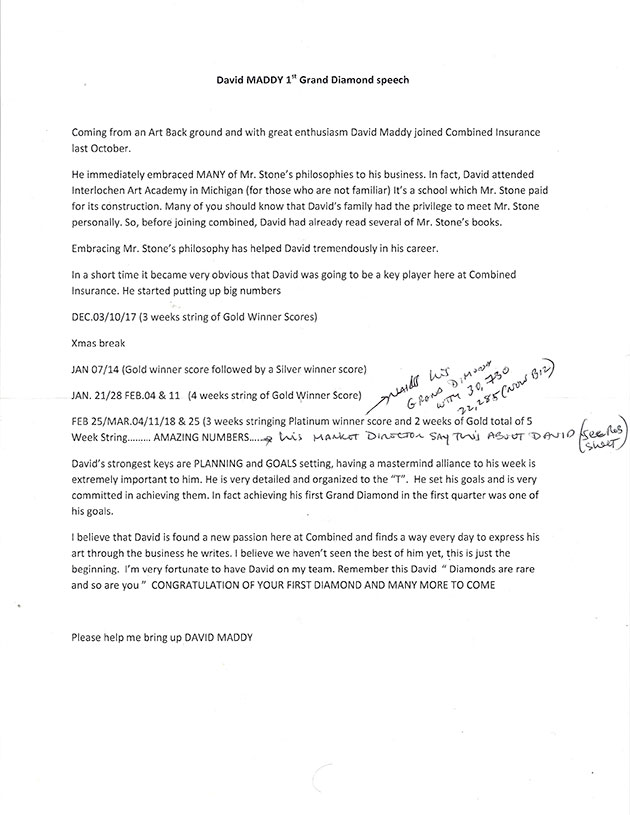 David MADDY 1st Grand Diamond speech
Coming from an Art Back ground and with great enthusiasm David Maddy joined Combined Insurance
last October.
He immediately embraced MANY of Mr. Stone's philosophies to his business. In fact, David attended
Interlochen Art Academy in Michigan (for those who are not familiar) It's a school which Mr. Stone paid
for its construction. Many of you should know that David's family had the privilege to meet Mr. Stone
personally. So, before joining combined, David had already read several of Mr. Stone's books.
Embracing Mr. Stone's philosophy has helped David tremendously in his career.
In a short time it became very obvious that David was going to be a key player here at Combined
Insurance. He started putting up big numbers
DEC.03/10/17 (3 weeks string of Gold Winner Scores)
Xmas break
JAN 07/14 (Gold winner score followed by a Silver winner score)
JAN. 21/28 FEB.04 & 11 (4 weeks string of Gold Winner Score)
his
GRAND DIAMOND
WITH 30,730
22,285 (NEW BIZ)
FEB 25/MAR.04/11/18 & 25 (3 weeks stringing Platinum winner score and 2 weeks of Gold total of 5
Week String......... AMAZING NUMBERS..... his MARKET DIRECTOR SAY THIS ABOUT DAVID (see Res
sheet)
David's strongest keys are PLANNING and GOALS setting, having a mastermind alliance to his week is
extremely important to him. He is very detailed and organized to the "T". He set his goals and is very
committed in achieving them. In fact achieving his first Grand Diamond in the first quarter was one of
his goals.
I believe that David is found a new passion here at Combined and finds a way every day to express his
art through the business he writes. I believe we haven't seen the best of him yet, this is just the
beginning. I'm very fortunate to have David on my team. Remember this David " Diamonds are rare
and so are you " CONGRATULATION OF YOUR FIRST DIAMOND AND MANY MORE TO COME
Please help me bring up DAVID MADDY